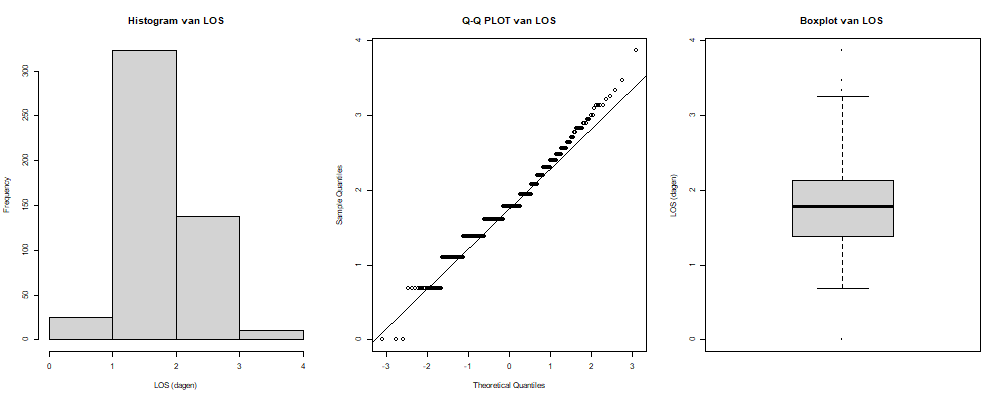 Histogram van LOS
Frequency
300
250
200
150
100
50
0
0 1 2 3 4
LOS (dagen)
Q-Q PLOT van LOS
Sample Quantiles
4
3
2
1
0
-3 -2 -1 0 1 2 3
Theoretical Quantiles
Boxplot van LOS
LOS (dagen)
4
3
2
1
0